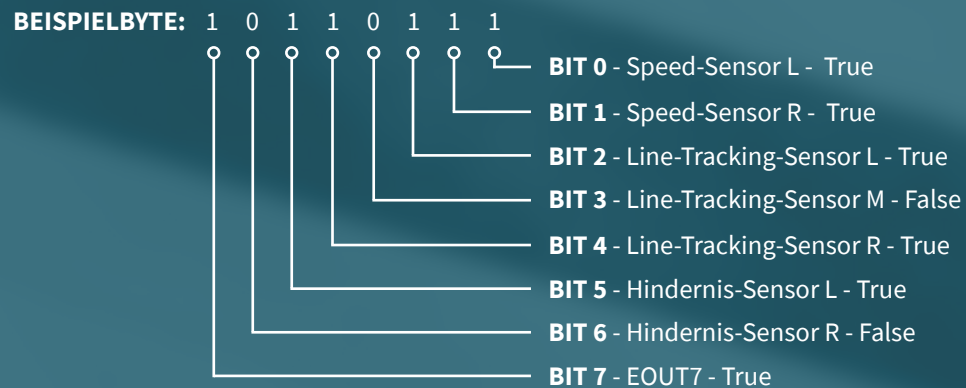 BEISPIELBYTE: 1 0 1 1 0 1 1 1
BIT 0 - Speed-Sensor L - True
BIT 1 - Speed-Sensor R - True
BIT 2 - Line-Tracking-Sensor L - True
BIT 3 - Line-Tracking-Sensor M - False
BIT 4 - Line-Tracking-Sensor R - True
BIT 5 - Hindernis-Sensor L - True
BIT 6 - Hindernis-Sensor R - False
BIT 7 - EOUT7 - True